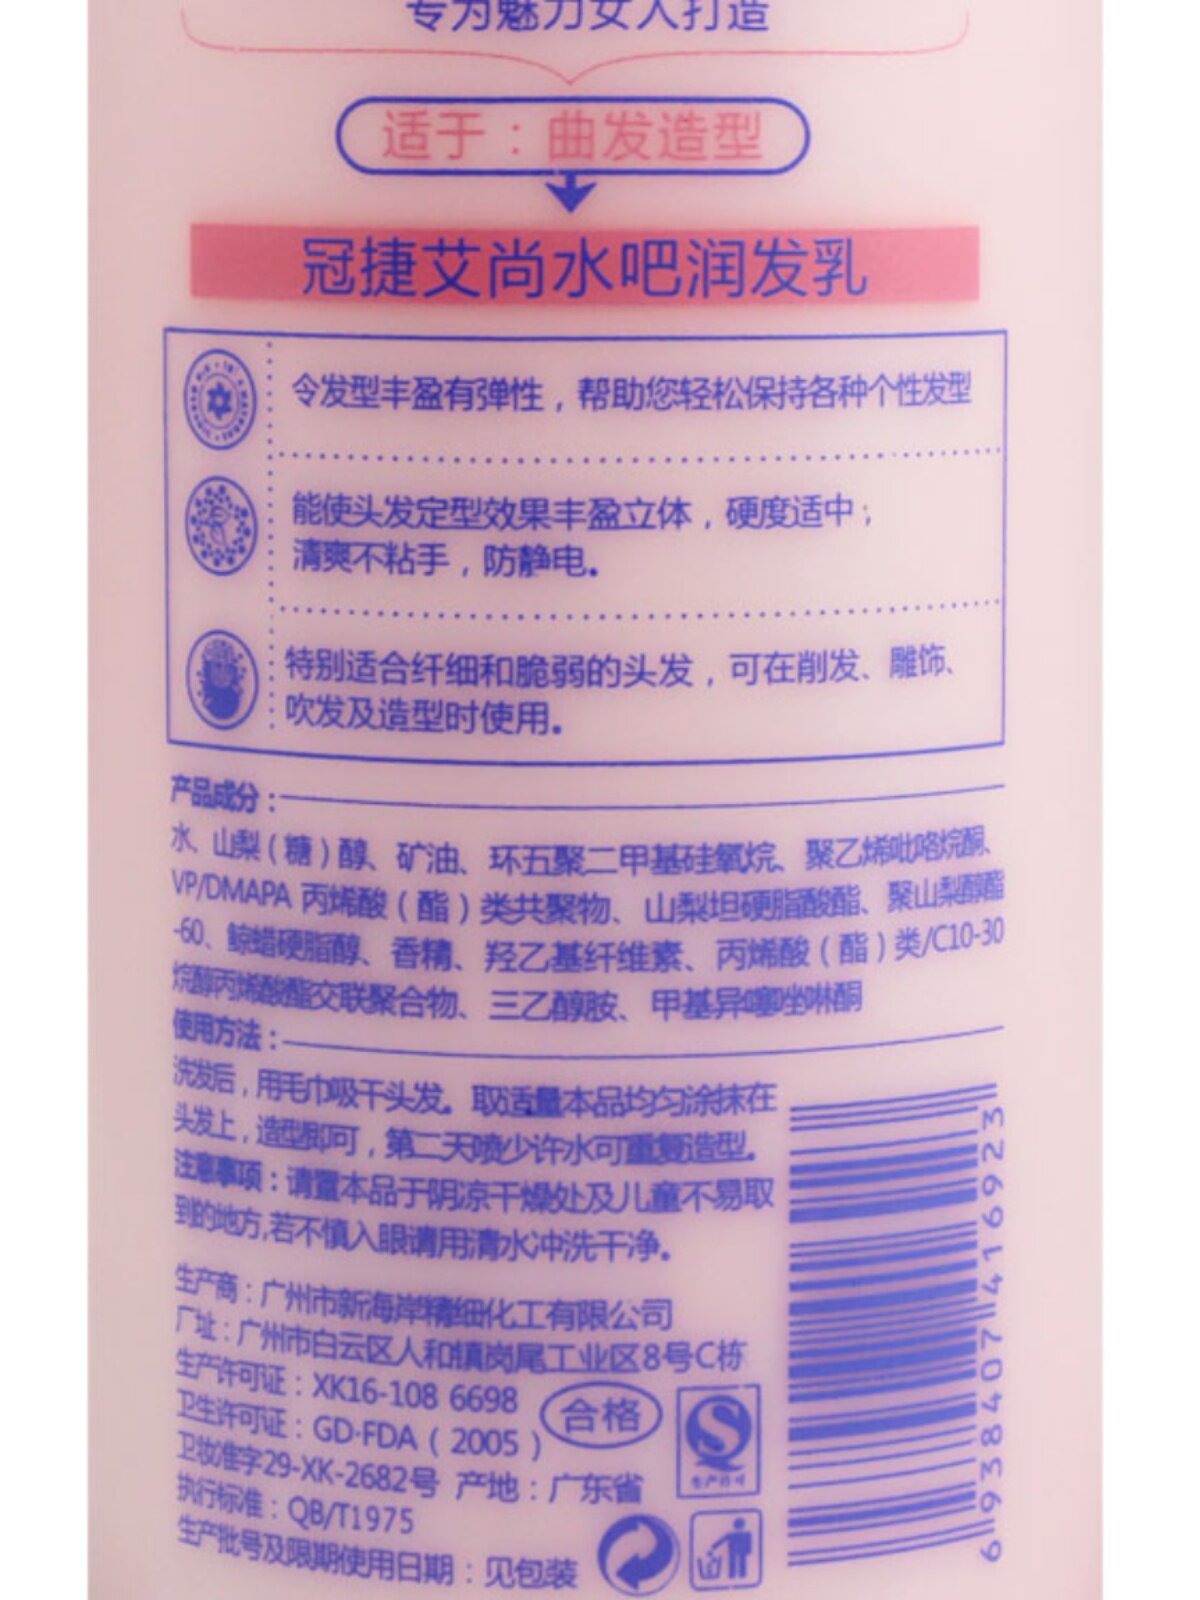 专为魅力女人打造
适于：曲发造型
冠捷艾尚水吧润发乳
令发型丰盈有弹性，帮助您轻松保持各种个性发型
能使头发定型效果丰盈立体，硬度适中；
清爽不粘手，防静电。
特别适合纤细和脆弱的头发，可在削发、雕饰、
吹发及造型时使用。
产品成分：
水、山梨（糖）醇、矿油、环五聚二甲基硅氧烷、聚乙烯吡咯烷酮、
VP/DMAPA 丙烯酸（酯）类共聚物、山梨坦硬脂酸酯、聚山梨醇酯
-60、鲸蜡硬脂醇、香精、羟乙基纤维素、丙烯酸（酯）类/C10-30
烷醇丙烯酸酯交联聚合物、三乙醇胺、甲基异噻唑啉酮
使用方法：
洗发后，用毛巾吸干头发。取适量本品均匀涂抹在
头发上，造型即可，第二天喷少许水可重复造型。
注意事项：请置本品于阴凉干燥处及儿童不易取
到的地方,若不慎入眼请用清水冲洗干净。
生产商：广州市新海岸精细化工有限公司
厂址：广州市白云区人和镇岗尾工业区8号C栋
生产许可证：XK16-108 6698
卫生许可证：GD-FDA（2005）
卫妆准字29-XK-2682号 产地：广东省
执行标准：QB/T1975
生产批号及限期使用日期：见包装
合格
生产许可
6938407416923